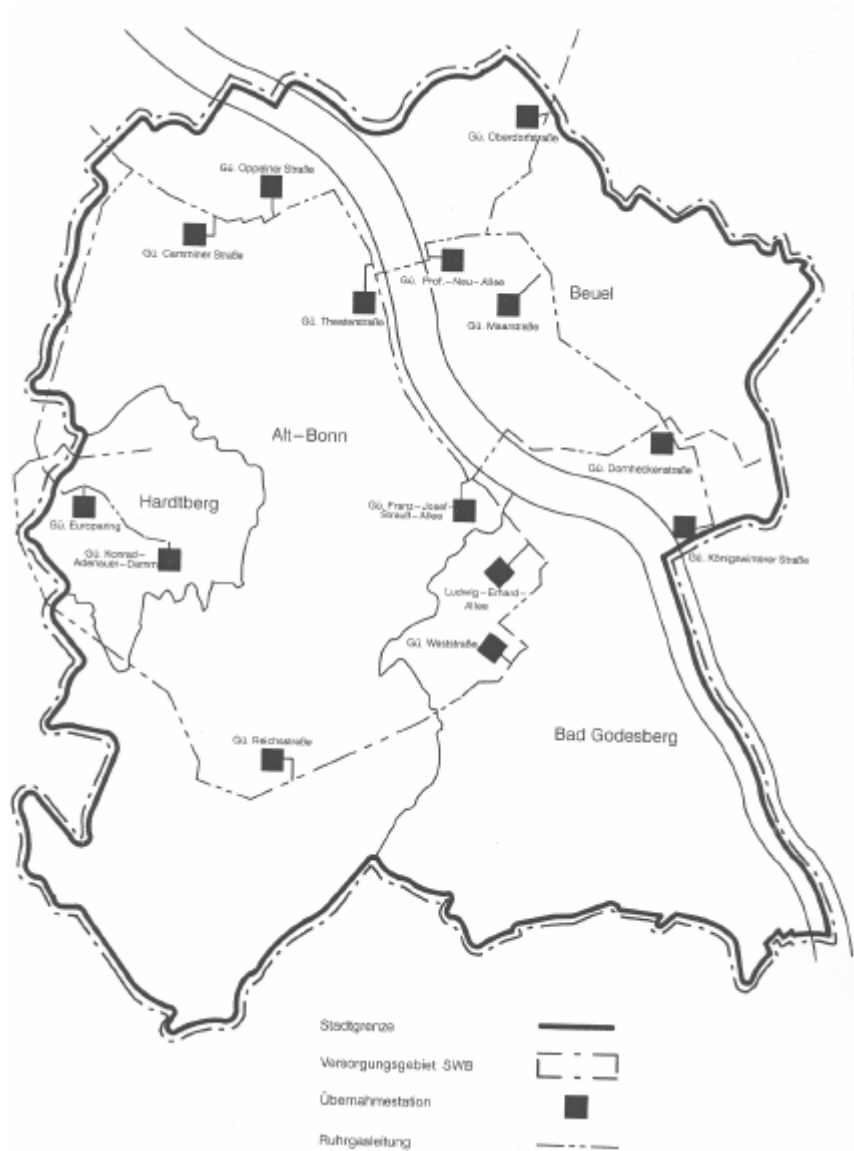 Gü. Oberdorfstraße
Gü. Oppelner Straße
Gü. Camminer Straße
Gü. Prof.-Neu-Allee
Beuel
Gü. Theaterstraße
Gü. Maarstraße
Alt-Bonn
Gü. Dornheckenstraße
Hardtberg
Gü. Franz-Josef-
Strauß-Allee
Gü. Europaring
Gü. Konrad-
Adenauer-Damm
Gü. Königswinterer Straße
Ludwig-Erhard-
Allee
Gü. Weststraße
Bad Godesberg
Gü. Reichsstraße
Stadtgrenze
Versorgungsgebiet SWB
Übernahmestation
Ruhrgasleitung